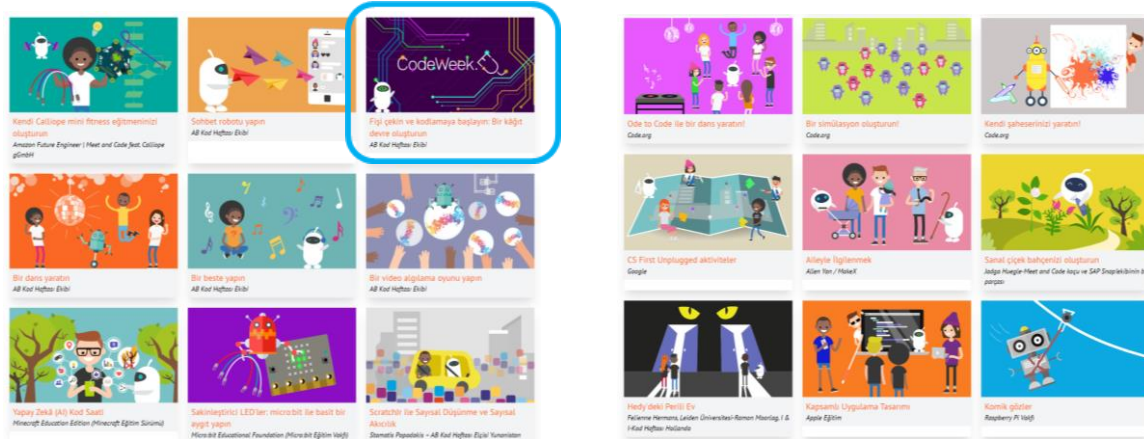 CodeWeek
Kendi Calliope mini fitness eğitmeninizi
oluşturun
Amazon Future Engineer | Meet and Code feat. Calliope
gGmbH
Sohbet robotu yapın
AB Kod Haftası Ekibi
Fişi çekin ve kodlamaya başlayın: Bir kâğıt
devre oluşturun
AB Kod Haftası Ekibi
Bir dans yaratın
AB Kod Haftası Ekibi
Bir beste yapın
AB Kod Haftası Ekibi
Bir video algılama oyunu yapın
AB Kod Haftası Ekibi
Yapay Zekâ (AI) Kod Saati
Minecraft Education Edition (Minecraft Eğitim Sürümü)
Sakinleştirici LED'ler: micro:bit ile basit bir
aygıt yapın
Micro:bit Educational Foundation (Micro:bit Eğitim Vakfı)
ScratchJr ile Sayısal Düşünme ve Sayısal
Akıcılık
Stamatis Papadakis – AB Kod Haftası Elçisi Yunanistan
Ode to Code ile bir dans yaratın!
Code.org
Bir simülasyon oluşturun!
Code.org
Kendi şaheserinizi yaratın!
Code.org
CS First Unplugged aktiviteler
Google
Aileyle İlgilenmek
Allen Yan / MakeX
Sanal çiçek bahçenizi oluşturun
Jadga Huegle-Meet and Code koçu ve SAP Snap!ekibinin b
parçası
Hedy'deki Perili Ev
Felienne Hermans, Leiden Üniversitesi-Ramon Moorlag, I &
I-Kod Haftası Hollanda
Kapsamlı Uygulama Tasarımı
Apple Eğitim
Komik gözler
Raspberry Pi Vakfı